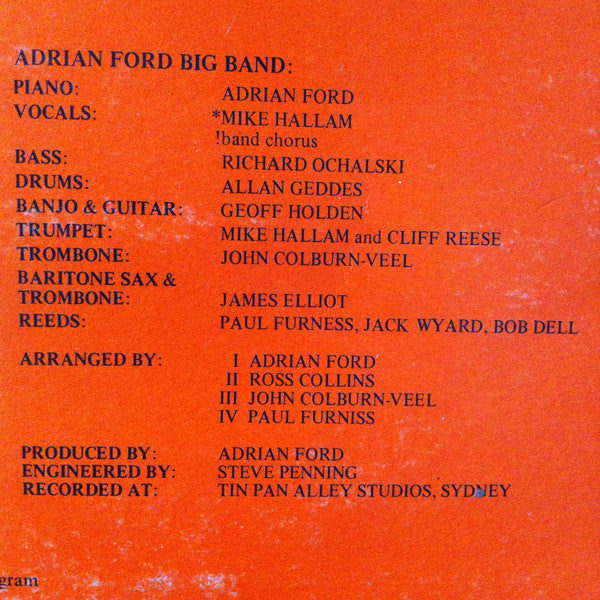 ADRIAN FORD BIG BAND:
PIANO: ADRIAN FORD
VOCALS: *MIKE HALLAM
!band chorus
BASS: RICHARD OCHALSKI
DRUMS: ALLAN GEDDES
BANJO & GUITAR: GEOFF HOLDEN
TRUMPET: MIKE HALLAM and CLIFF REESE
TROMBONE: JOHN COLBURN-VEEL
BARITONE SAX &
TROMBONE: JAMES ELLIOT
REEDS: PAUL FURNESS, JACK WYARD, BOB DELL
ARRANGED BY: I ADRIAN FORD
II ROSS COLLINS
III JOHN COLBURN-VEEL
IV PAUL FURNISS
PRODUCED BY: ADRIAN FORD
ENGINEERED BY: STEVE PENNING
RECORDED AT: TIN PAN ALLEY STUDIOS, SYDNEY
gram